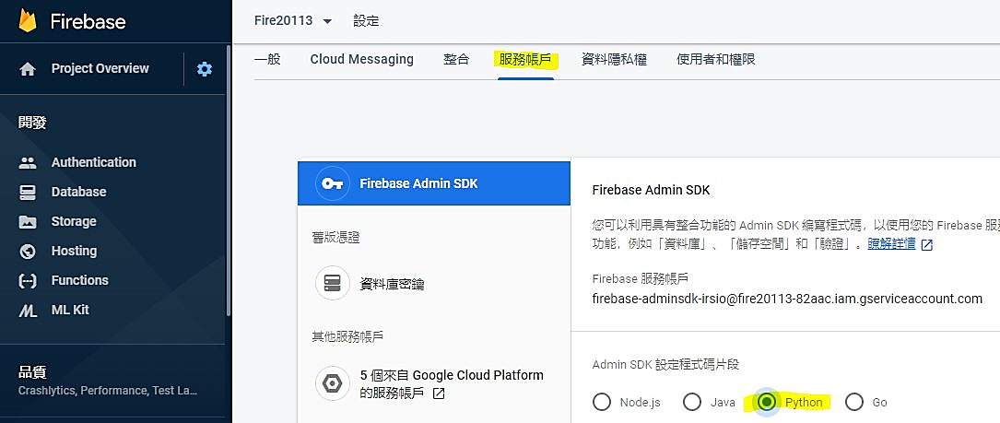 Firebase
Project Overview
開發
Authentication
Database
Storage
Hosting
Functions
ML Kit
品質
Crashlytics, Performance, Test La...
Fire20113
設定
一般
Cloud Messaging
整合
服務帳戶
資料隱私權
使用者和權限
Firebase Admin SDK
舊版憑證
資料庫密鑰
其他服務帳戶
5 個來自 Google Cloud Platform
的服務帳戶
Firebase Admin SDK
您可以利用具有整合功能的 Admin SDK 編寫程式碼，以使用您的 Firebase 服
功能，例如「資料庫」、「儲存空間」和「驗證」。瞭解詳情
Firebase 服務帳戶
firebase-adminsdk-irsio@fire20113-82aac.iam.gserviceaccount.com
Admin SDK 設定程式碼片段
Node.js
Java
Python
Go